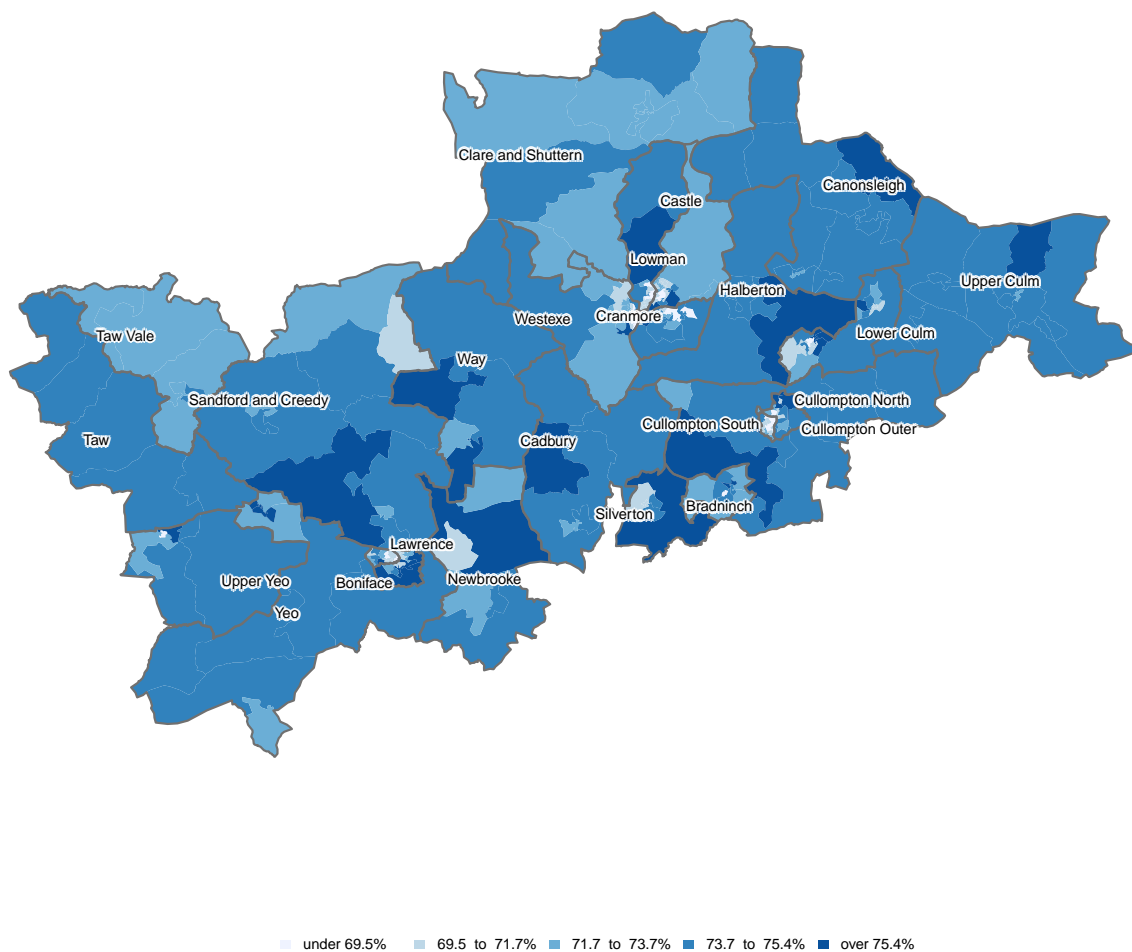 Clare and Shuttern
Canonsleigh
Castle
Lowman
Upper Culm
Halberton
Cranmore
Westexe
Lower Culm
Taw Vale
Way
Sandford and Creedy
Cullompton North
Cullompton South
Cullompton Outer
Taw
Cadbury
Bradninch
Silverton
Lawrence
Newbrooke
Upper Yeo
Boniface
Yeo
under 69.5% 69.5 to 71.7% 71.7 to 73.7% 73.7 to 75.4% over 75.4%